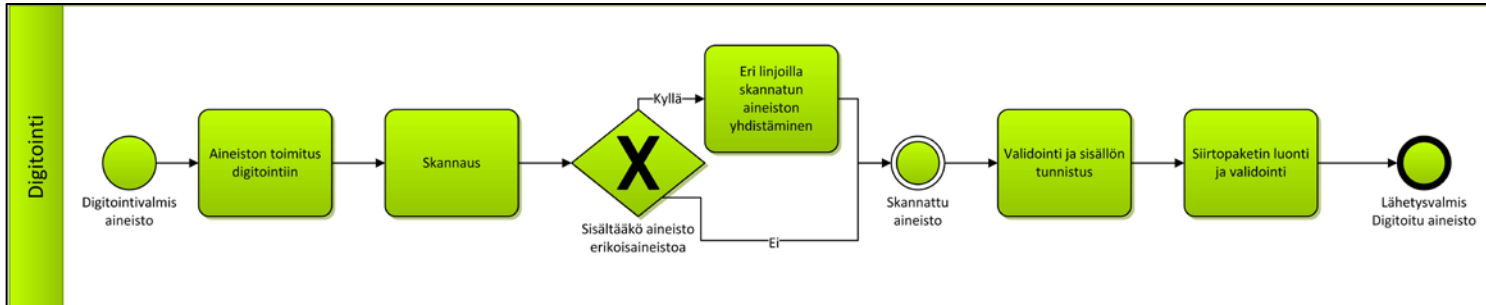 Digitointi
Digitointivalmis
aineisto
Aineiston toimitus
digitointiin
Skannaus
X
Sisältääkö aineisto
erikoisaineistoa
Kyllä
Eri linjoilla
skannatun
aineiston
yhdistäminen
Ei
Skannattu
aineisto
Validointi ja sisällön
tunnistus
Siirtopaketin luonti
ja validointi
Lähetysvalmis
Digitoitu aineisto